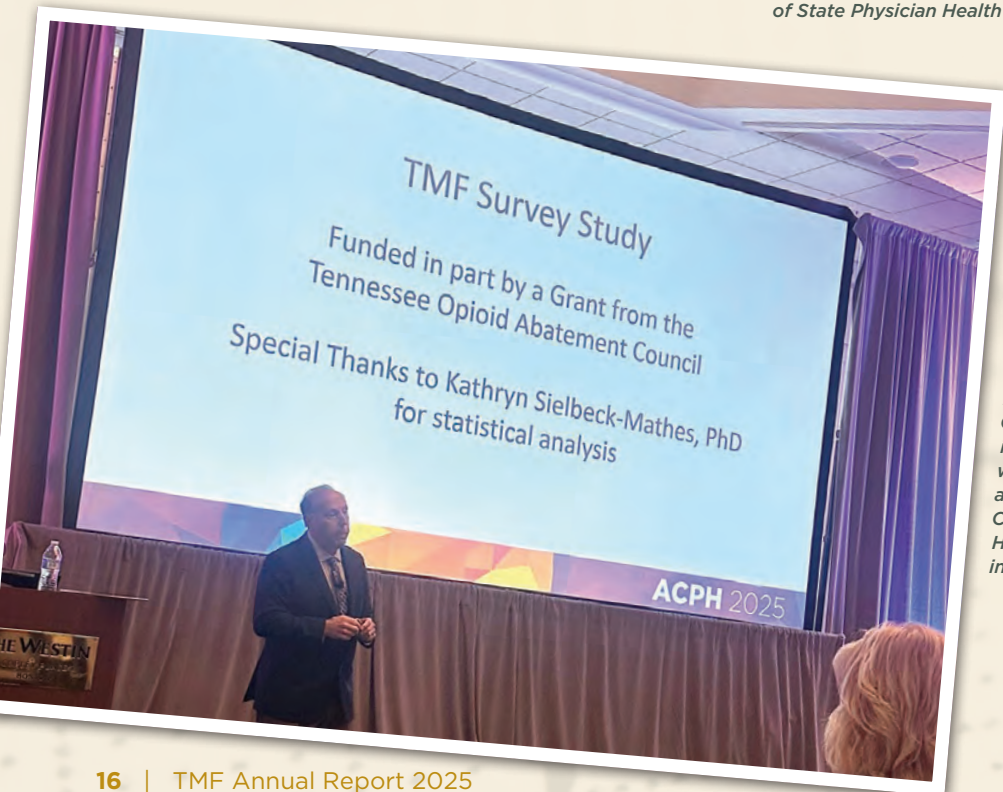 of State Physician Health
TMF Survey Study
Funded in part by a Grant from the
Tennessee Opioid Abatement Council
Special Thanks to Kathryn Sielbeck-Mathes, PhD
for statistical analysis
ACPH 2025
WESTIN
16 | TMF Annual Report 2025